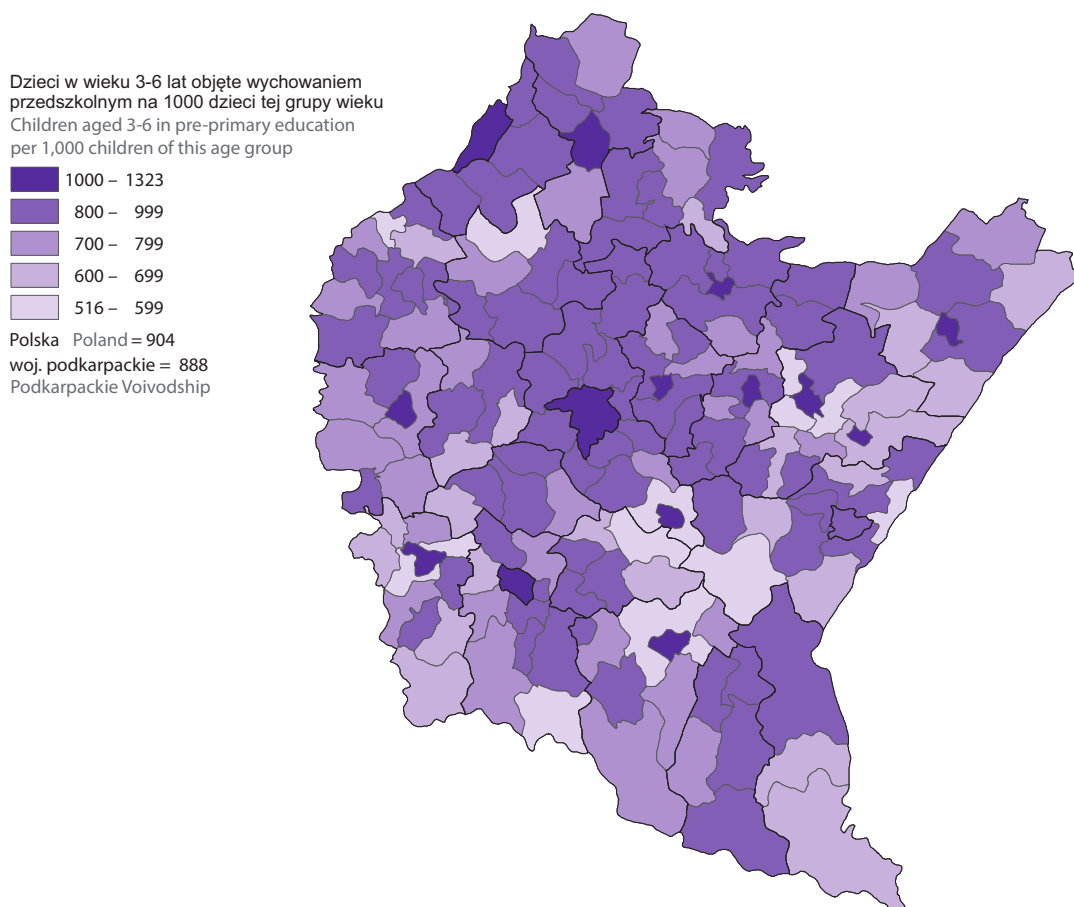 Dzieci w wieku 3-6 lat objęte wychowaniem
przedszkolnym na 1000 dzieci tej grupy wieku
Children aged 3-6 in pre-primary education
per 1,000 children of this age group
1000 – 1323
800 – 999
700 – 799
600 – 699
516 – 599
Polska Poland = 904
woj. podkarpackie = 888
Podkarpackie Voivodship